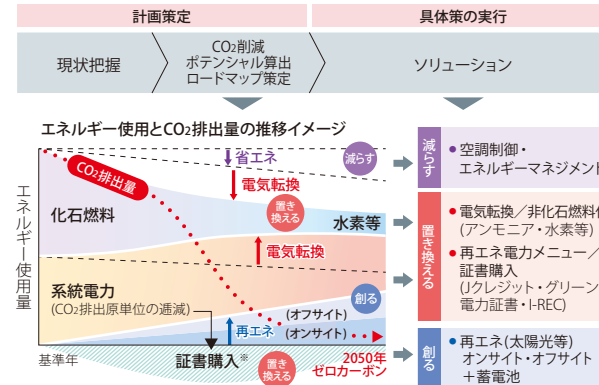 計画策定
具体策の実行
現状把握
CO2削減
ポテンシャル算出
ロードマップ策定
ソリューション
エネルギー使用とCO2排出量の推移イメージ
エネルギー使用量
CO2排出量
省エネ
減らす
電気転換
化石燃料
置き
換える
水素等
電気転換
系統電力
(CO2排出原単位の逓減)
創る
再エネ
(オフサイト)
(オンサイト)
基準年
証書購入※
置き
換える
2050年
ゼロカーボン
減らす
●空調制御・
エネルギーマネジメント
置き換える
●電気転換／非化石燃料化
(アンモニア・水素等)
●再エネ電力メニュー／
証書購入
(Jクレジット・グリーン
電力証書・I-REC)
創る
●再エネ(太陽光等)
オンサイト・オフサイト
＋蓄電池